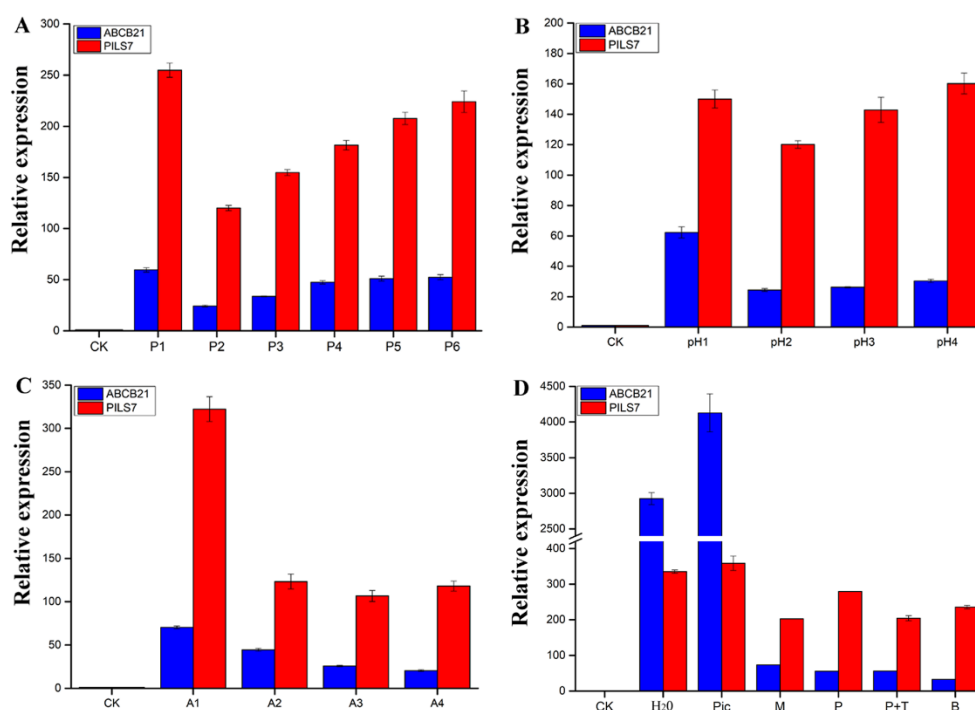 A
ABCB21
PILS7
Relative expression
300
250
200
150
100
50
0
CK P1 P2 P3 P4 P5 P6
B
ABCB21
PILS7
Relative expression
200
180
160
140
120
100
80
60
40
20
0
CK pH1 pH2 pH3 pH4
C
ABCB21
PILS7
Relative expression
350
300
350
200
150
100
50
0
CK A1 A2 A3 A4
D
ABCB21
PILS7
Relative expression
4500
4000
3500
3000
2500
400
300
200
100
0
CK H20 Pic M P P+T B